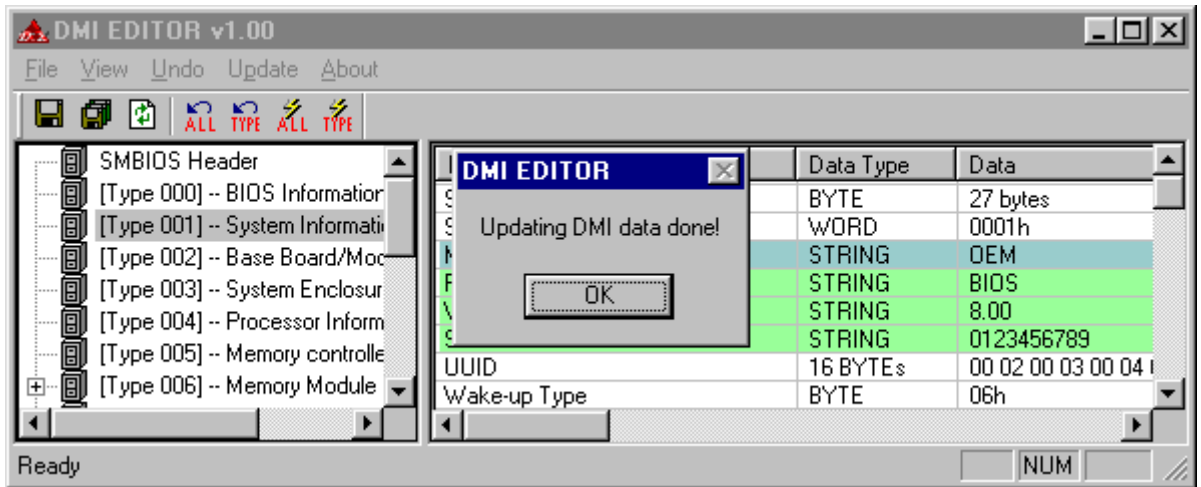 DMI EDITOR v1.00
File View Undo Update About
ALL TYPE ALL TYPE
SMBIOS Header
[Type 000] -- BIOS Information
[Type 001] -- System Informati
[Type 002] -- Base Board/Moc
[Type 003] -- System Enclosur
[Type 004] -- Processor Inform
[Type 005] -- Memory controlle
[Type 006] -- Memory Module
Data Type Data
BYTE 27 bytes
WORD 0001h
STRING OEM
STRING BIOS
STRING 8.00
STRING 0123456789
UUID 16 BYTEs 00 02 00 03 00 04
Wake-up Type BYTE 06h
DMI EDITOR
Updating DMI data done!
OK
Ready NUM